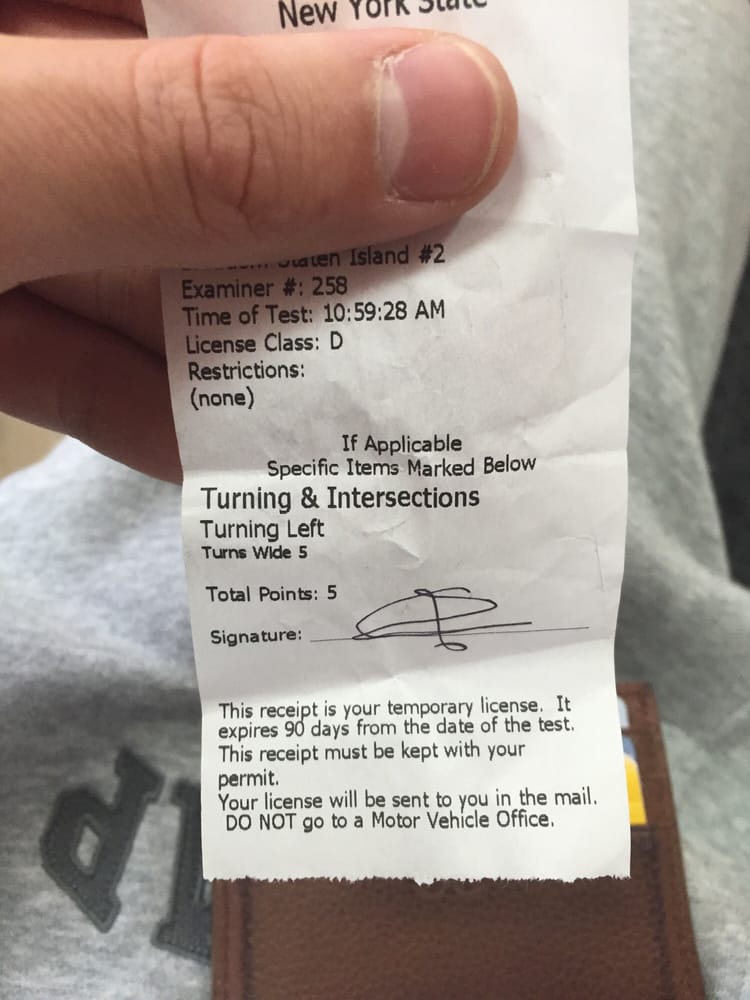 New York State
Staten Island #2
Examiner #: 258
Time of Test: 10:59:28 AM
License Class: D
Restrictions:
(none)
If Applicable
Specific Items Marked Below
Turning & Intersections
Turning Left
Turns Wide 5
Total Points: 5
Signature:
This receipt is your temporary license. It
expires 90 days from the date of the test.
This receipt must be kept with your
permit.
Your license will be sent to you in the mail.
DO NOT go to a Motor Vehicle Office.